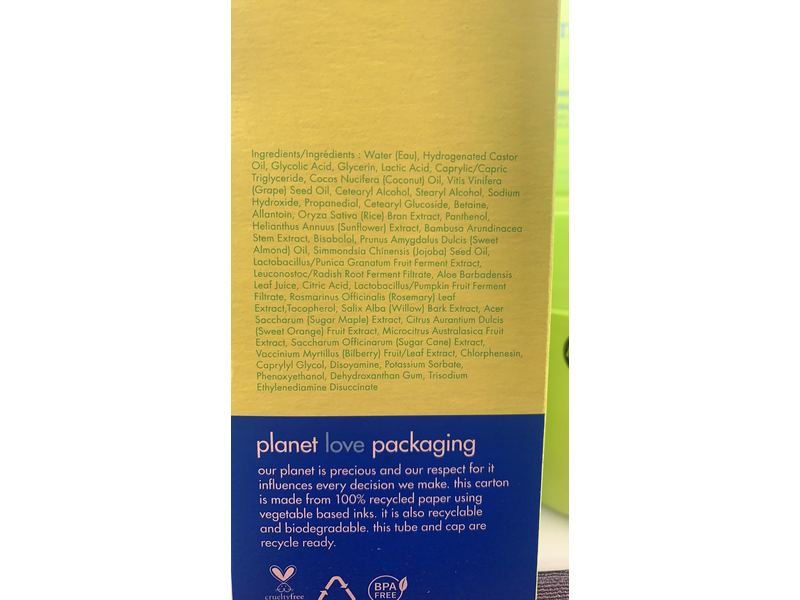 Ingredients/Ingrédients : Water (Eau), Hydrogenated Castor
Oil, Glycolic Acid, Glycerin, Lactic Acid, Caprylic/Capric
Triglyceride, Cocos Nucifera (Coconut) Oil, Vitis Vinifera
(Grape) Seed Oil, Cetearyl Alcohol, Stearyl Alcohol, Sodium
Hydroxide, Propanediol, Cetearyl Glucoside, Betaine,
Allantoin, Oryza Sativa (Rice) Bran Extract, Panthenol,
Helianthus Annuus (Sunflower) Extract, Bambusa Arundinacea
Stem Extract, Bisabolol, Prunus Amygdalus Dulcis (Sweet
Almond) Oil, Simmondsia Chinensis (Jojoba) Seed Oil,
Lactobacillus/Punica Granatum Fruit Ferment Extract,
Leuconostoc/Radish Root Ferment Filtrate, Aloe Barbadensis
Leaf Juice, Citric Acid, Lactobacillus/Pumpkin Fruit Ferment
Filtrate, Rosmarinus Officinalis (Rosemary) Leaf
Extract,Tocopherol, Salix Alba (Willow) Bark Extract, Acer
Saccharum (Sugar Maple) Extract, Citrus Aurantium Dulcis
(Sweet Orange) Fruit Extract, Microcitrus Australasica Fruit
Extract, Saccharum Officinarum (Sugar Cane) Extract,
Vaccinium Myrtillus (Bilberry) Fruit/Leaf Extract, Chlorphenesin,
Caprylyl Glycol, Disoyamine, Potassium Sorbate,
Phenoxyethanol, Dehydroxanthan Gum, Trisodium
Ethylenediamine Disuccinate
planet love packaging
our planet is precious and our respect for it
influences every decision we make. this carton
is made from 100% recycled paper using
vegetable based inks. it is also recyclable
and biodegradable. this tube and cap are
recycle ready.
crueltyfree
BPA
FREE